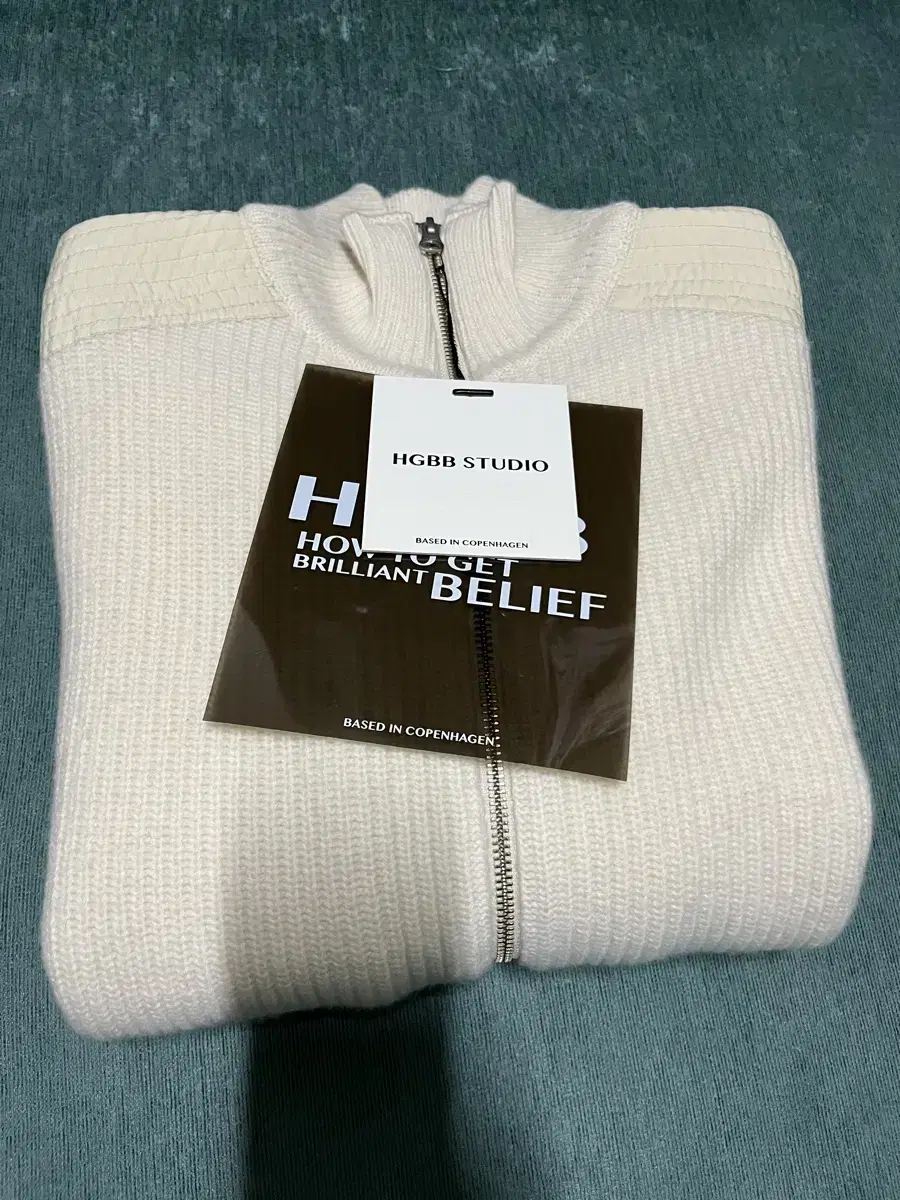 HGBB STUDIO
BASED IN COPENHAGEN
H B
HOW TO GET
BRILLIANT BELIEF
BASED IN COPENHAGEN